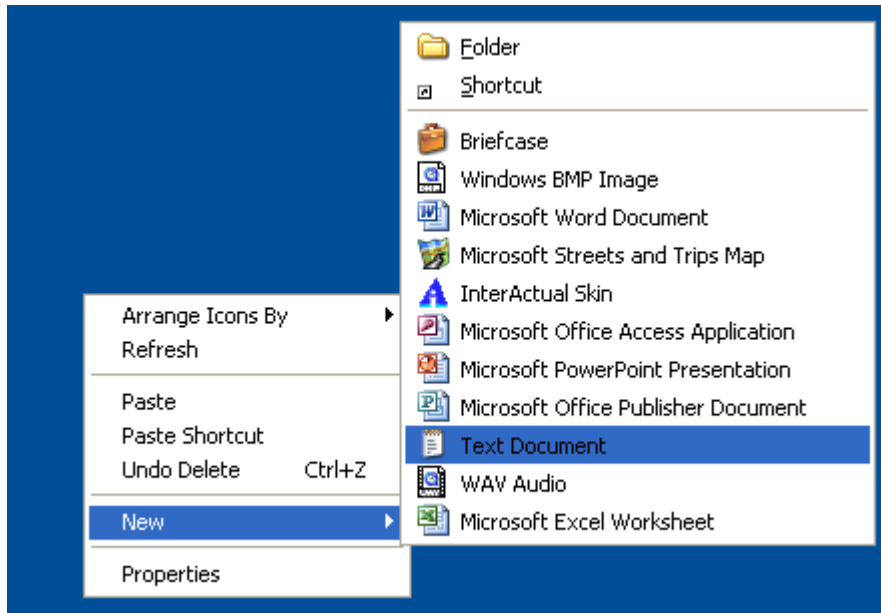 Folder
Shortcut
Briefcase
Windows BMP Image
Microsoft Word Document
Microsoft Streets and Trips Map
InterActual Skin
Microsoft Office Access Application
Microsoft PowerPoint Presentation
Microsoft Office Publisher Document
Text Document
WAV Audio
Microsoft Excel Worksheet
Arrange Icons By
Refresh
Paste
Paste Shortcut
Undo Delete Ctrl+Z
New
Properties